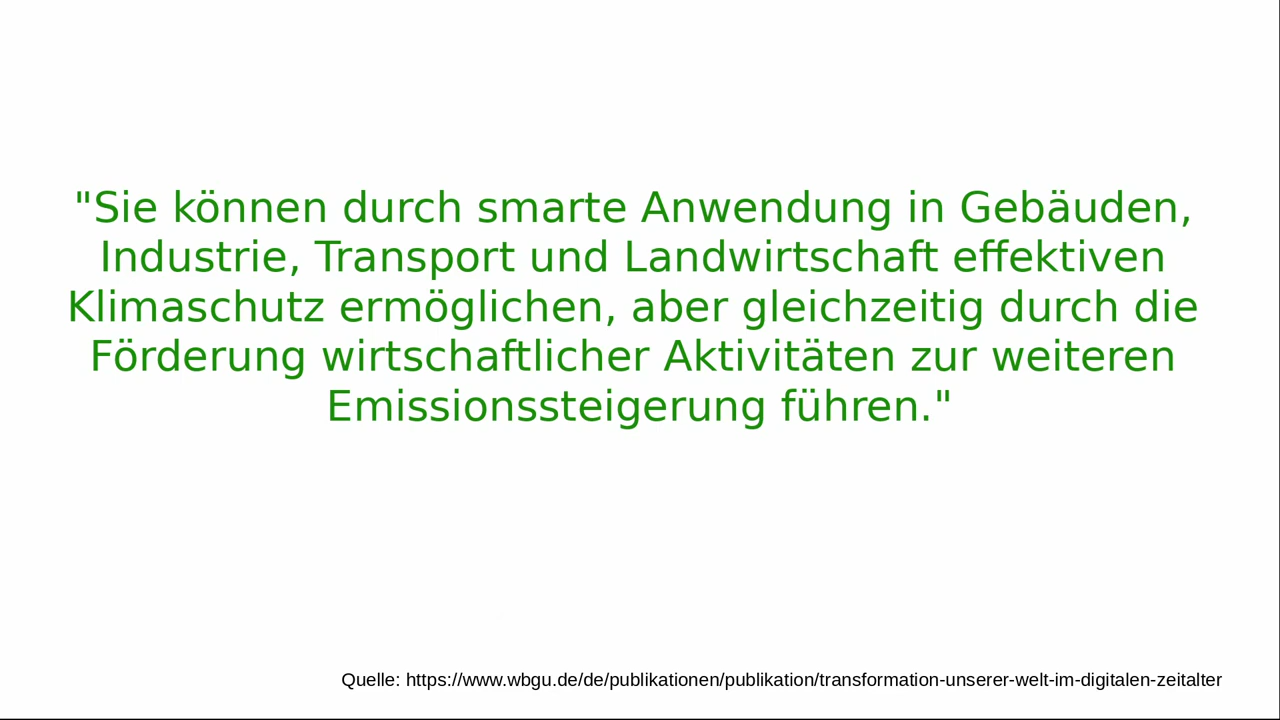 "Sie können durch smarte Anwendung in Gebäuden,
Industrie, Transport und Landwirtschaft effektiven
Klimaschutz ermöglichen, aber gleichzeitig durch die
Förderung wirtschaftlicher Aktivitäten zur weiteren
Emissionssteigerung führen."
Quelle: https://www.wbgu.de/de/publikationen/publikation/transformation-unserer-welt-im-digitalen-zeitalter